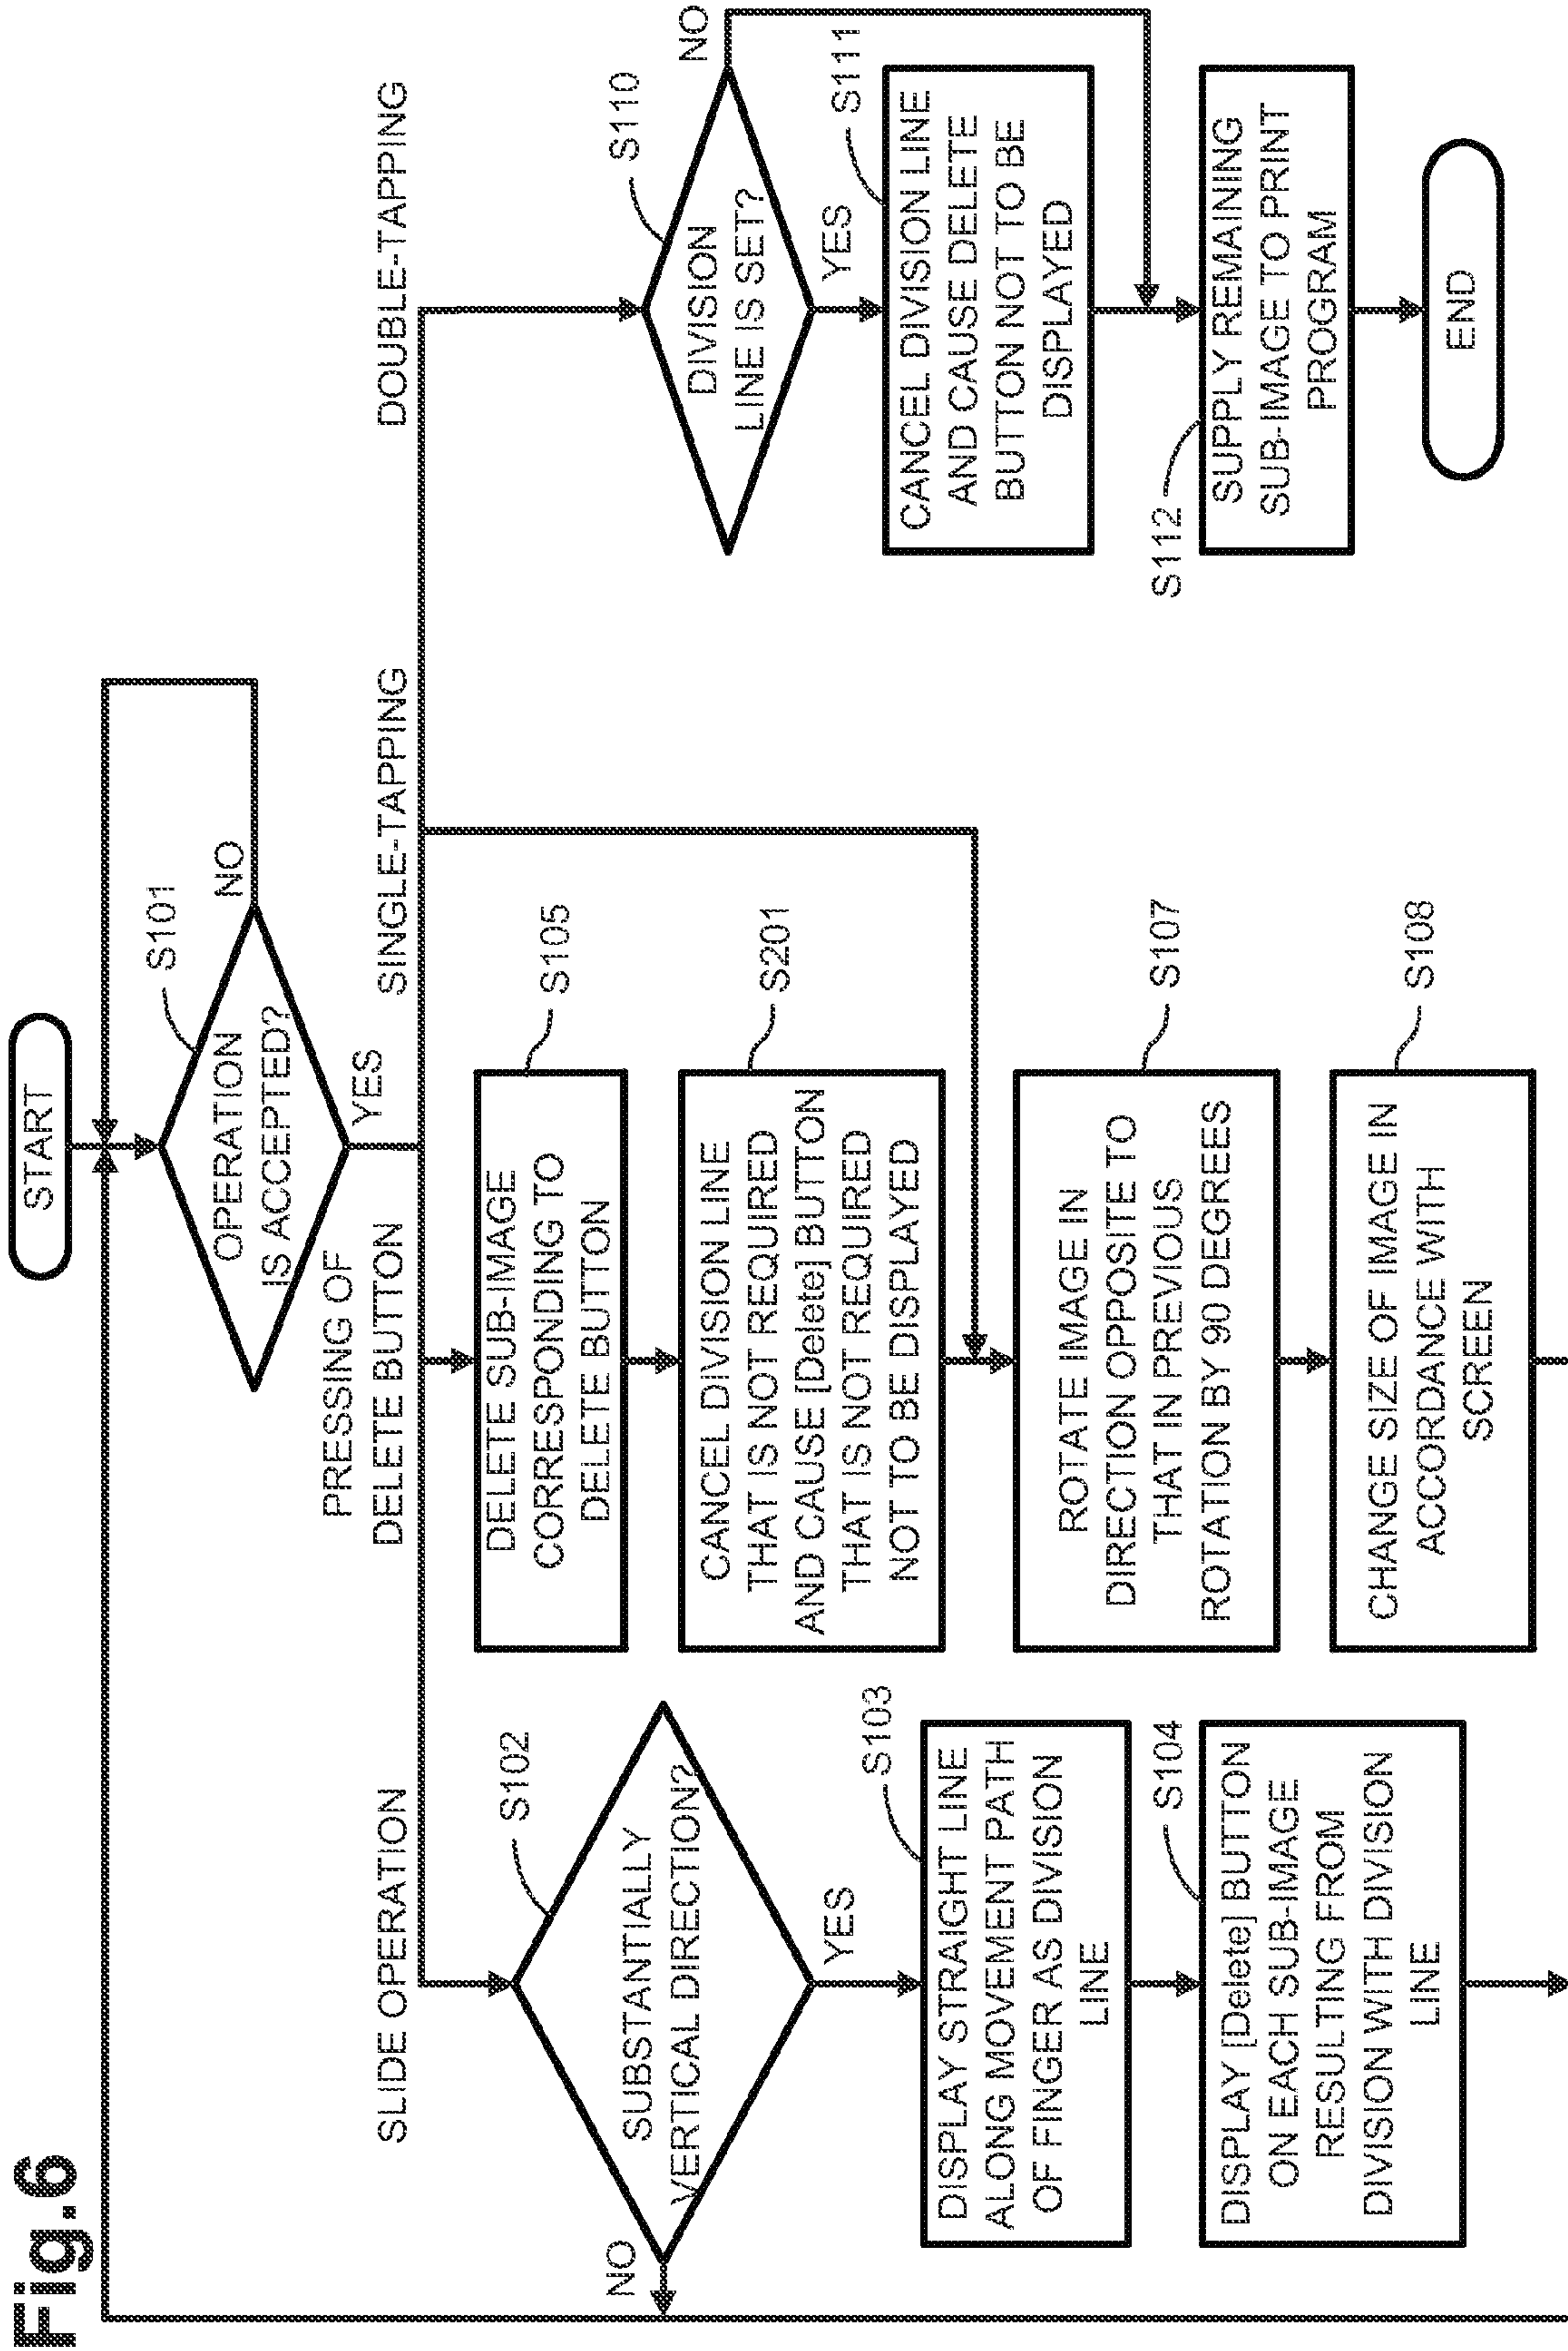 Fig.6
START
OPERATION
IS ACCEPTED?
S101
NO
YES
SLIDE OPERATION
PRESSING OF
DELETE BUTTON
SINGLE-TAPPING
DOUBLE-TAPPING
SUBSTANTIALLY
VERTICAL DIRECTION?
S102
NO
YES
DISPLAY STRAIGHT LINE
ALONG MOVEMENT PATH
OF FINGER AS DIVISION
LINE
S103
DISPLAY [Delete] BUTTON
ON EACH SUB-IMAGE
RESULTING FROM
DIVISION WITH DIVISION
LINE
S104
DELETE SUB-IMAGE
CORRESPONDING TO
DELETE BUTTON
S105
CANCEL DIVISION LINE
THAT IS NOT REQUIRED
AND CAUSE [Delete] BUTTON
THAT IS NOT REQUIRED
NOT TO BE DISPLAYED
S201
ROTATE IMAGE IN
DIRECTION OPPOSITE TO
THAT IN PREVIOUS
ROTATION BY 90 DEGREES
S107
CHANGE SIZE OF IMAGE IN
ACCORDANCE WITH
SCREEN
S108
DIVISION
LINE IS SET?
S110
NO
YES
CANCEL DIVISION LINE
AND CAUSE DELETE
BUTTON NOT TO BE
DISPLAYED
S111
SUPPLY REMAINING
SUB-IMAGE TO PRINT
PROGRAM
S112
END